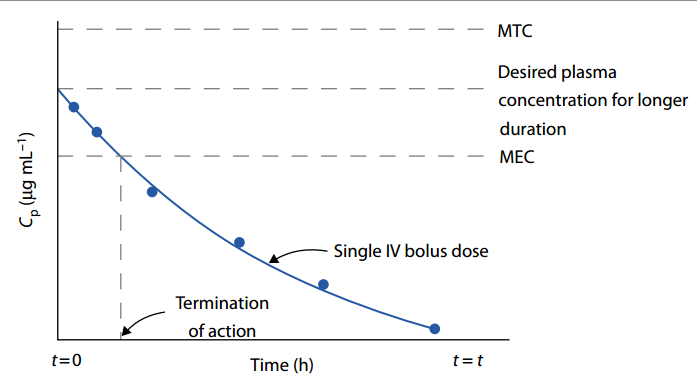 MTC
Desired plasma
concentration for longer
duration
MEC
Cp (μg mL−1)
Single IV bolus dose
Termination
of action
t=0
Time (h)
t=t